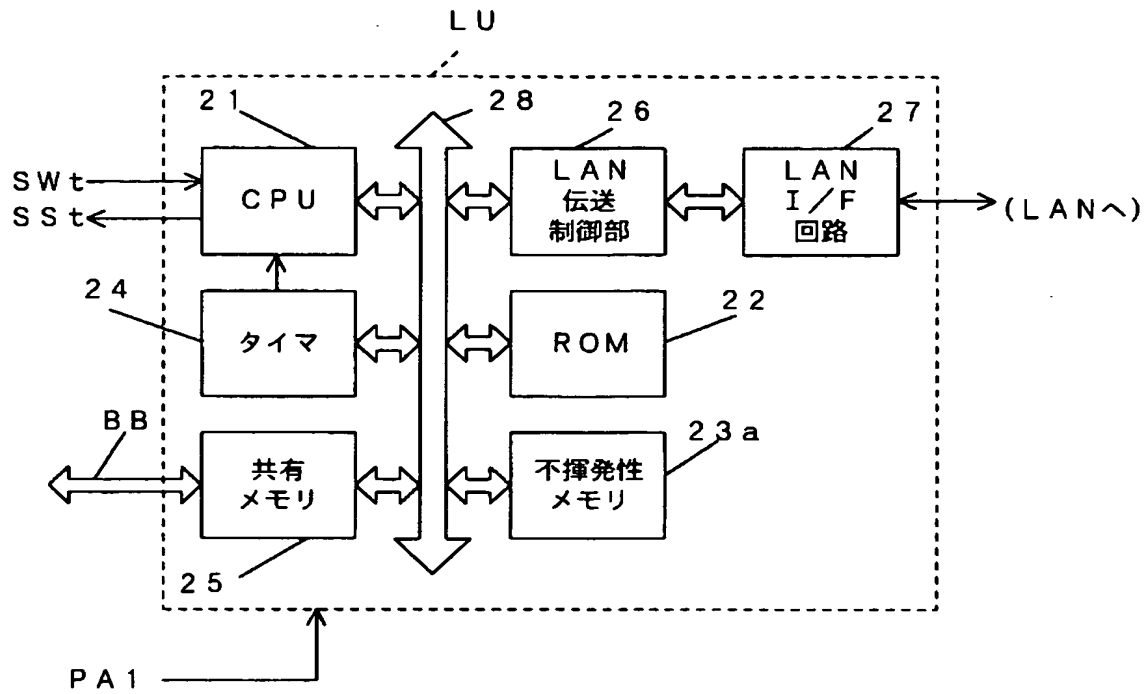 LU
21
28
26
27
SWt
SSt
CPU
LAN
伝送
制御部
LAN
I/F
回路
(LANへ)
24
タイマ
ROM
22
BB
共有
メモリ
不揮発性
メモリ
23a
25
PA1